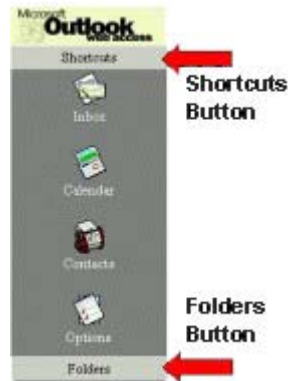 Microsoft
Outlook
web access
Shortcuts
Shortcuts
Button
Inbox
Calendar
Contacts
Folders
Button
Options
Folders